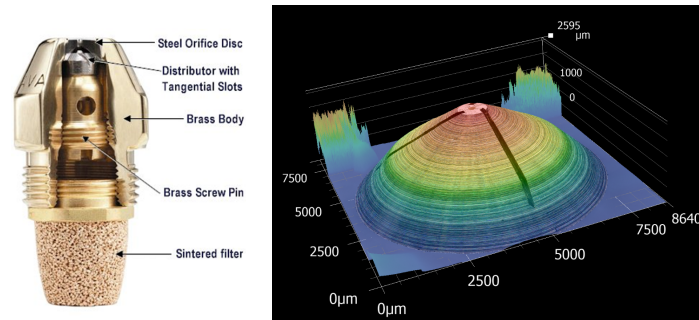 Steel Orifice Disc
Distributor with
Tangential Slots
Brass Body
Brass Screw Pin
Sintered filter
VA
2595
µm
1000
0
7500
5000
2500
0µm
0µm
2500
5000
7500
8640